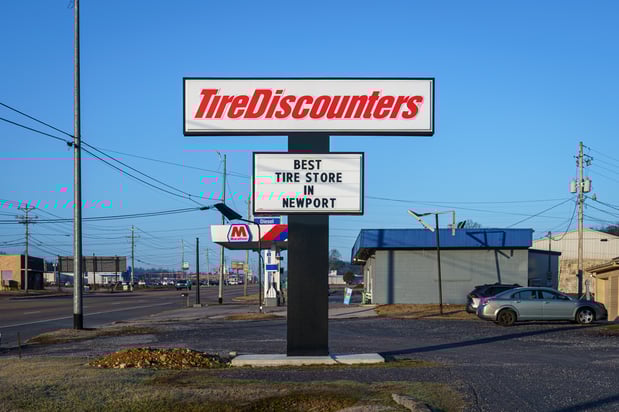 TireDiscounters
BEST
TIRE STORE
IN
NEWPORT
M
Diesel